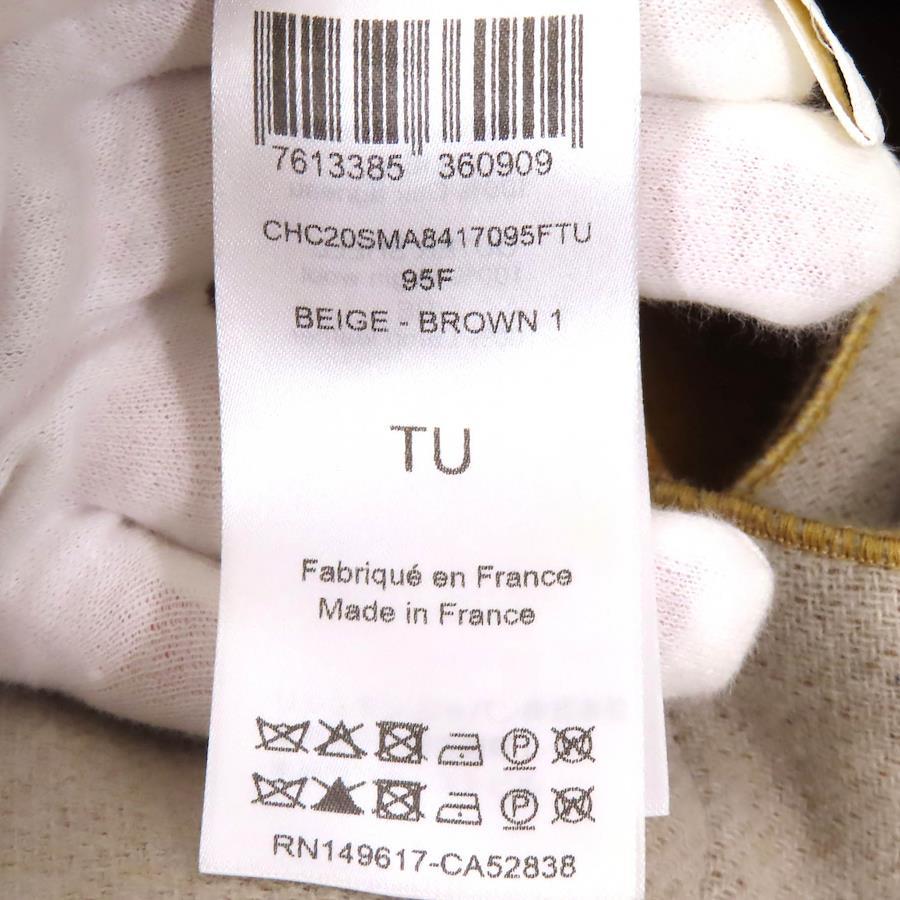 7613385 360909
CHC20SMA8417095FTU
95F
BEIGE - BROWN 1
TU
Fabriqué en France
Made in France
RN149617-CA52838